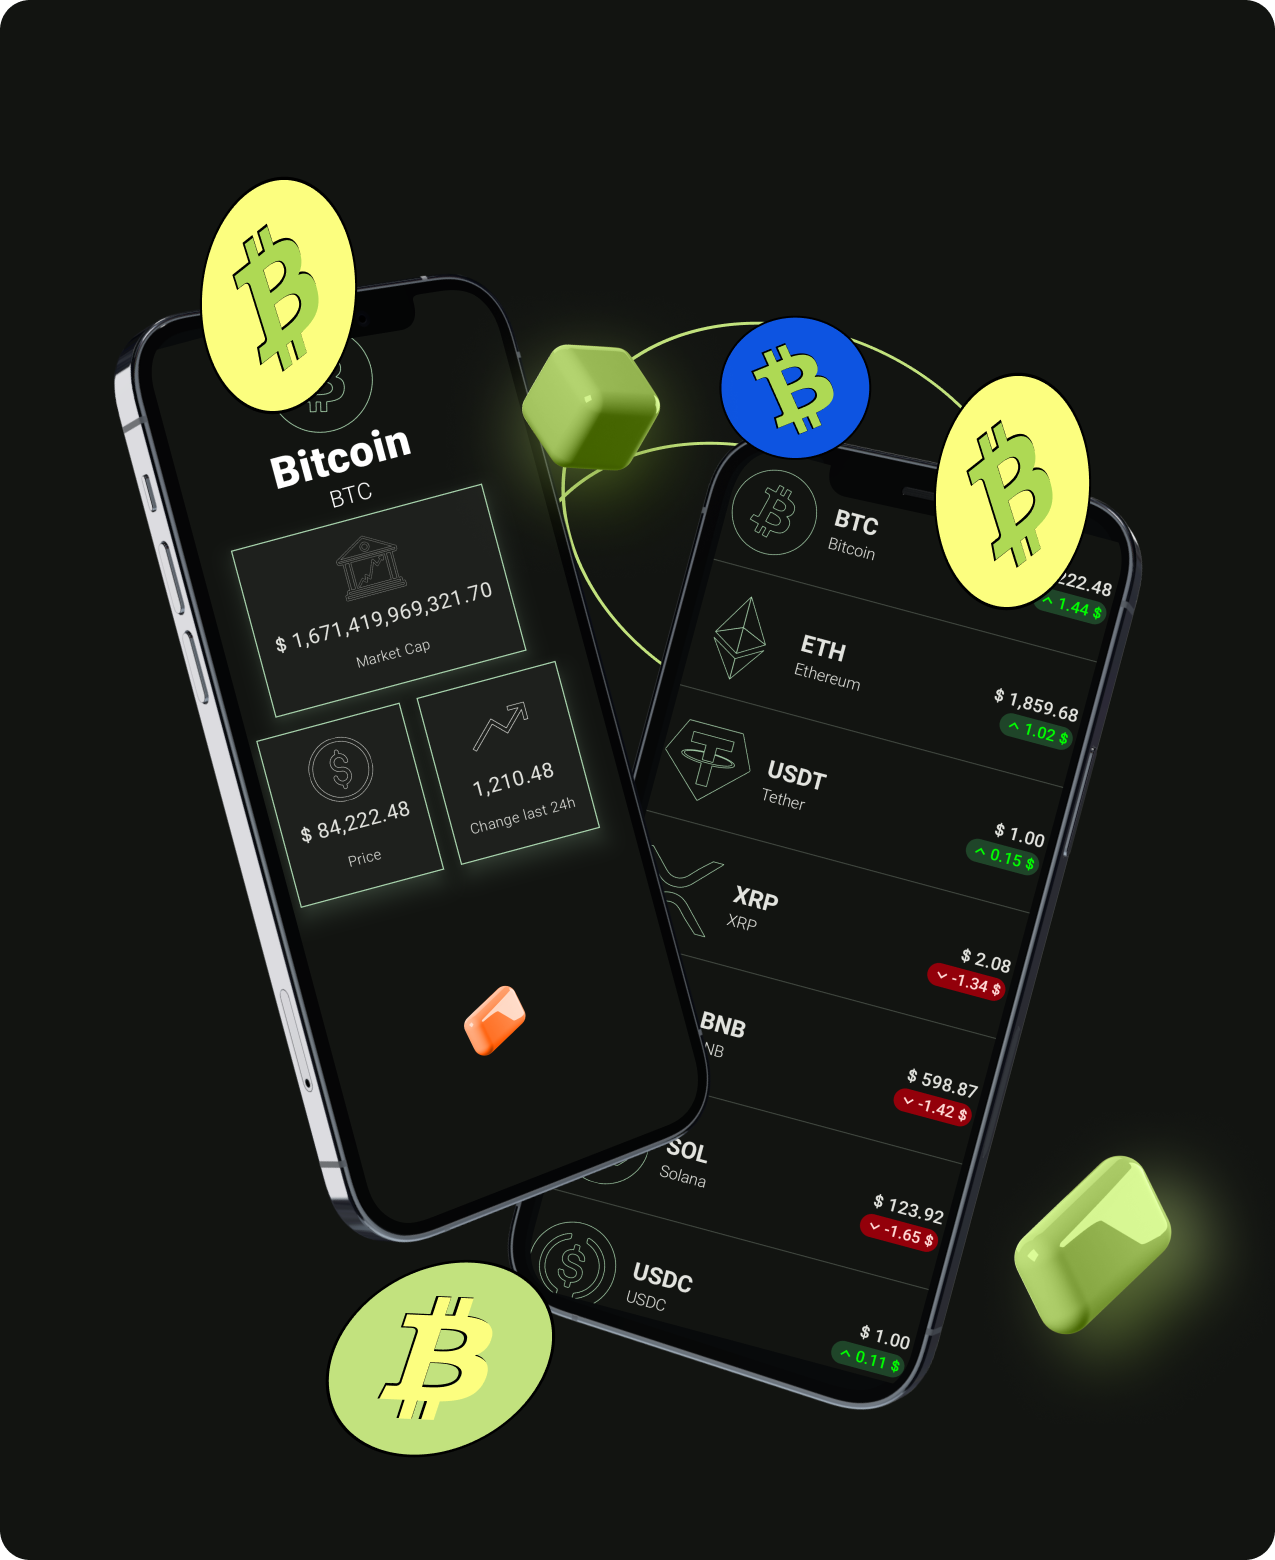 Bitcoin
BTC
$ 1,671,419,969,321.70
Market Cap
$ 84,222.48
Price
1,210.48
Change last 24h
BTC
Bitcoin
222.48
1.44 $
ETH
Ethereum
$ 1,859.68
1.02 $
USDT
Tether
$ 1.00
0.15 $
XRP
XRP
$ 2.08
-1.34 $
BNB
NB
$ 598.87
-1.42 $
SOL
Solana
$ 123.92
-1.65 $
USDC
USDC
$ 1.00
0.11 $